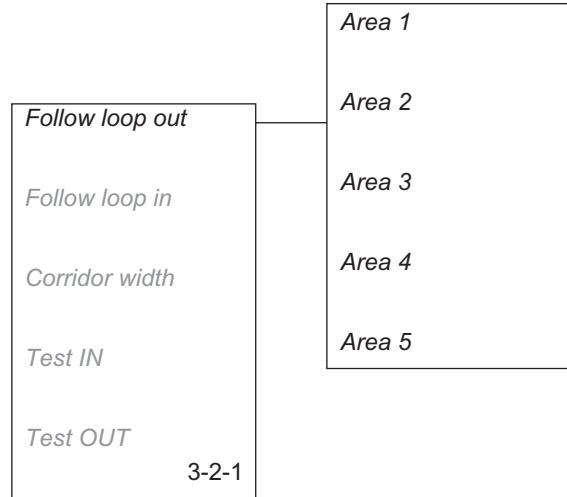 Follow loop out
Follow loop in
Corridor width
Test IN
Test OUT
3-2-1
Area 1
Area 2
Area 3
Area 4
Area 5